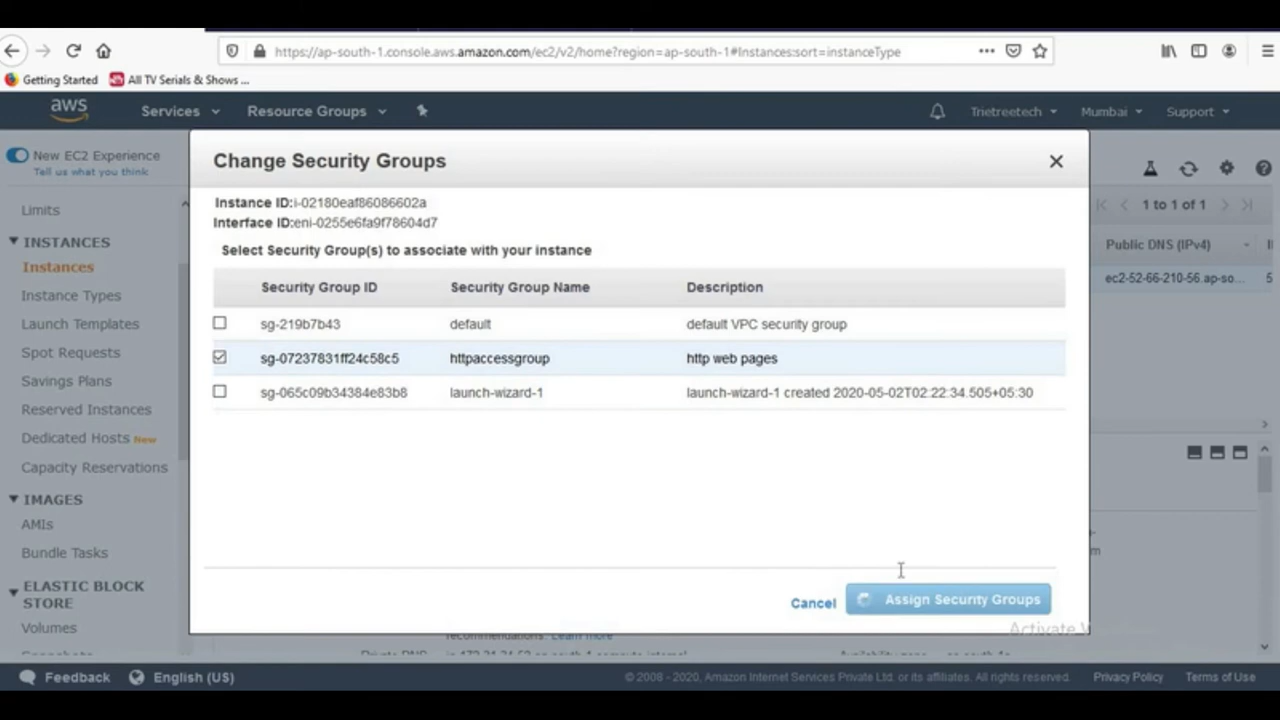 https://ap-south-1.console.aws.amazon.com/ec2/v2/home?region=ap-south-1#Instances:sort=instanceType
Getting Started
All TV Serials & Shows ...
aws
Services
Resource Groups
Trietreetech
Mumbai
Support
New EC2 Experience
Tell us what you think
Limits
INSTANCES
Instances
Instance Types
Launch Templates
Spot Requests
Savings Plans
Reserved Instances
Dedicated Hosts New
Capacity Reservations
IMAGES
AMIs
Bundle Tasks
ELASTIC BLOCK
STORE
Volumes
Change Security Groups
Instance ID:i-02180eaf86086602a
Interface ID:eni-0255e6fa9f78604d7
Select Security Group(s) to associate with your instance
Security Group ID Security Group Name Description
sg-219b7b43 default default VPC security group
sg-07237831ff24c58c5 httpaccessgroup http web pages
sg-065c09b34384e83b8 launch-wizard-1 launch-wizard-1 created 2020-05-02T02:22:34.505+05:30
Cancel
Assign Security Groups
1 to 1 of 1
Public DNS (IPv4)
ec2-52-66-210-56.ap-so...
Learn more
Feedback
English (US)
© 2008 - 2020, Amazon Internet Services Private Ltd. or its affiliates. All rights reserved.
Privacy Policy
Terms of Use